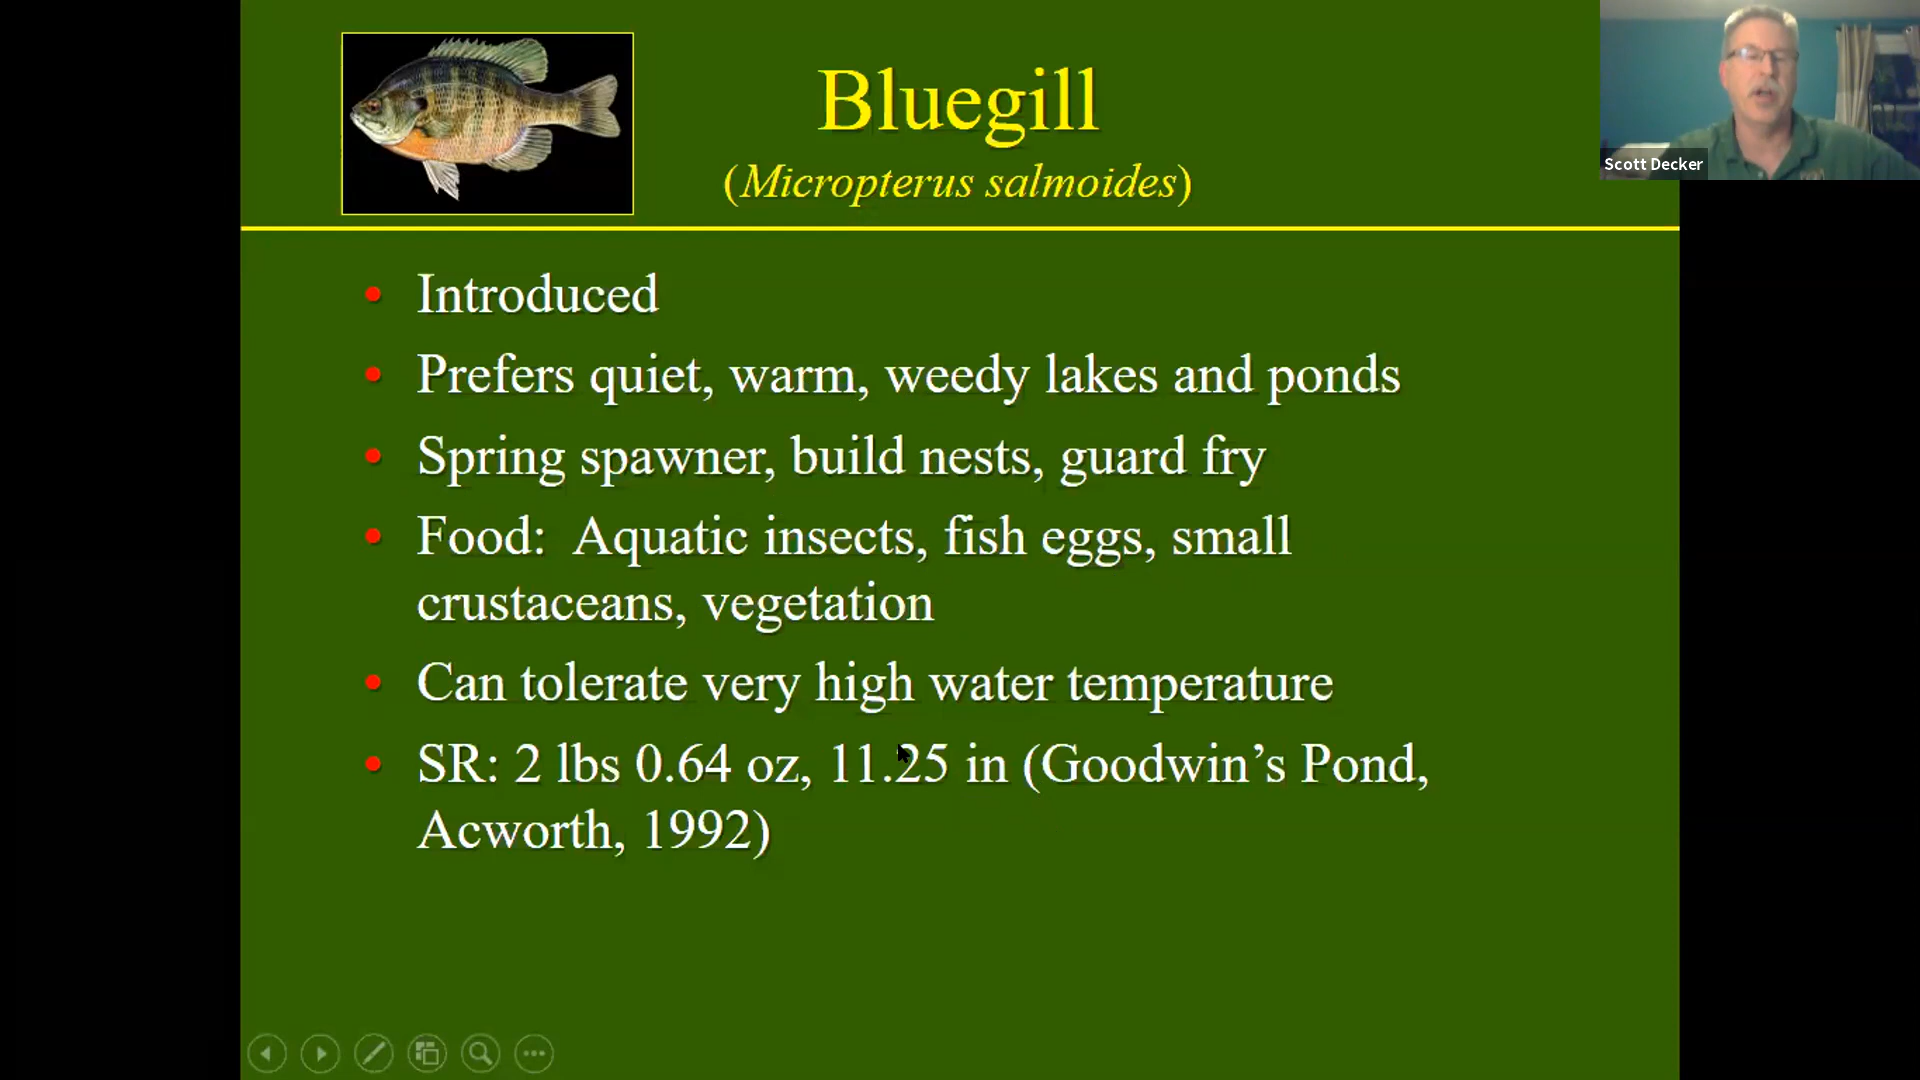 Bluegill
(Micropterus salmoides)
Scott Decker
• Introduced
• Prefers quiet, warm, weedy lakes and ponds
• Spring spawner, build nests, guard fry
• Food:  Aquatic insects, fish eggs, small
crustaceans, vegetation
• Can tolerate very high water temperature
• SR: 2 lbs 0.64 oz, 11.25 in (Goodwin’s Pond,
Acworth, 1992)